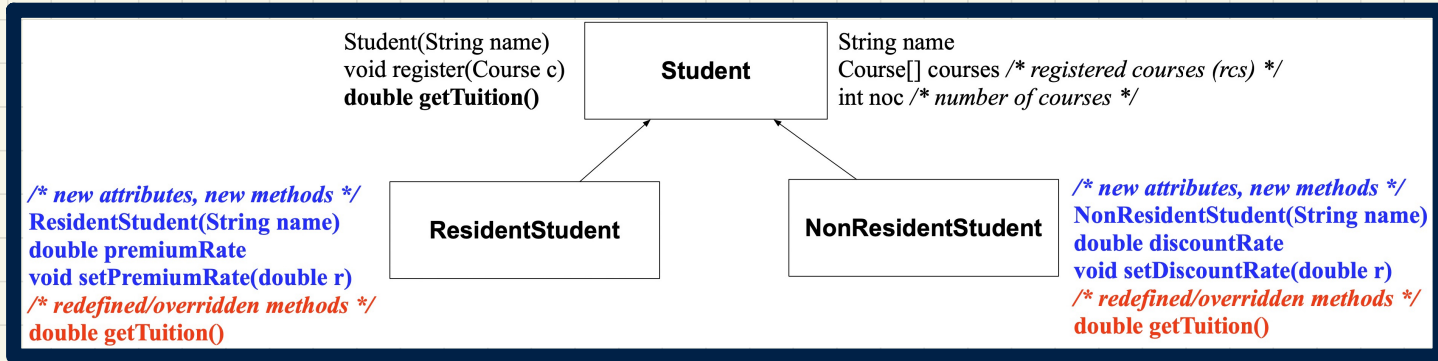 Student(String name)
void register(Course c)
double getTuition()
Student
String name
Course[] courses /* registered courses (rcs) */
int noc /* number of courses */
/* new attributes, new methods */
ResidentStudent(String name)
double premiumRate
void setPremiumRate(double r)
/* redefined/overridden methods */
double getTuition()
ResidentStudent
NonResidentStudent
/* new attributes, new methods */
NonResidentStudent(String name)
double discountRate
void setDiscountRate(double r)
/* redefined/overridden methods */
double getTuition()